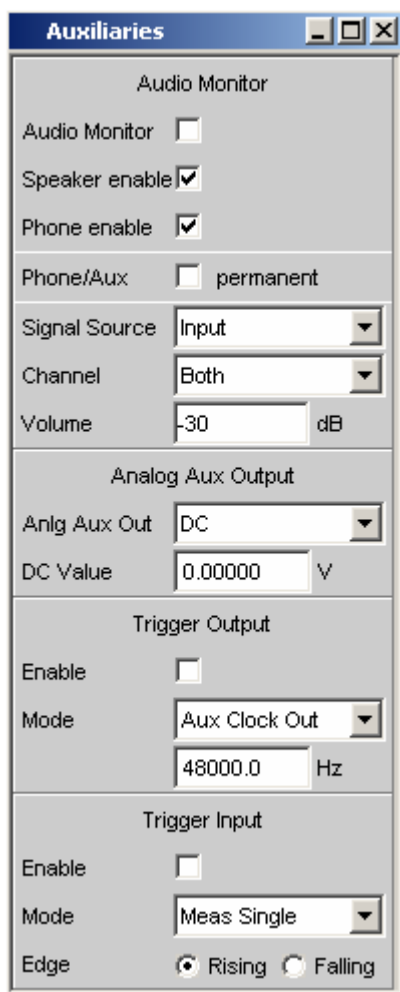 Auxiliaries
Audio Monitor
Audio Monitor
Speaker enable
Phone enable
Phone/Aux permanent
Signal Source Input
Channel Both
Volume -30 dB
Analog Aux Output
Anlg Aux Out DC
DC Value 0.00000 V
Trigger Output
Enable
Mode Aux Clock Out
48000.0 Hz
Trigger Input
Enable
Mode Meas Single
Edge Rising Falling